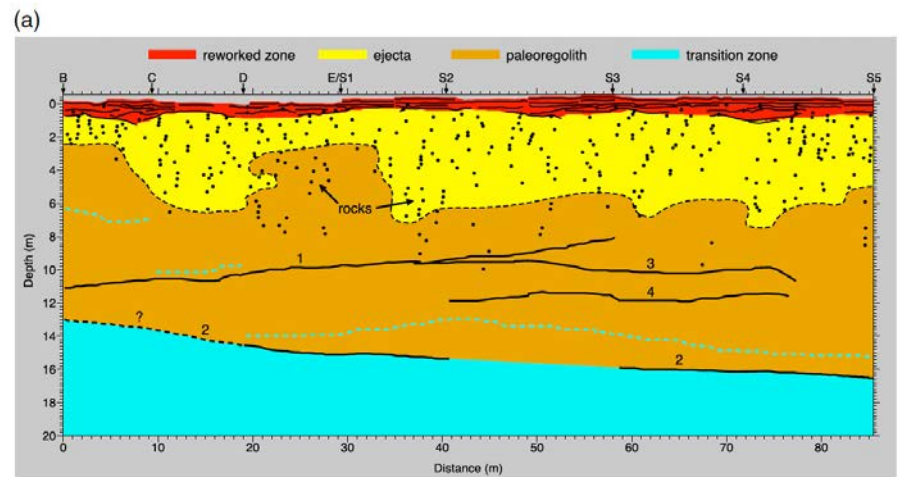 (a)
reworked zone ejecta paleoregolith transition zone
B C D E/S1 S2 S3 S4 S5
0
2
4
rocks
6
8
1
3
10
4
12
?
14
2
2
16
18
20
Depth (m)
0 10 20 30 40 50 60 70 80
Distance (m)